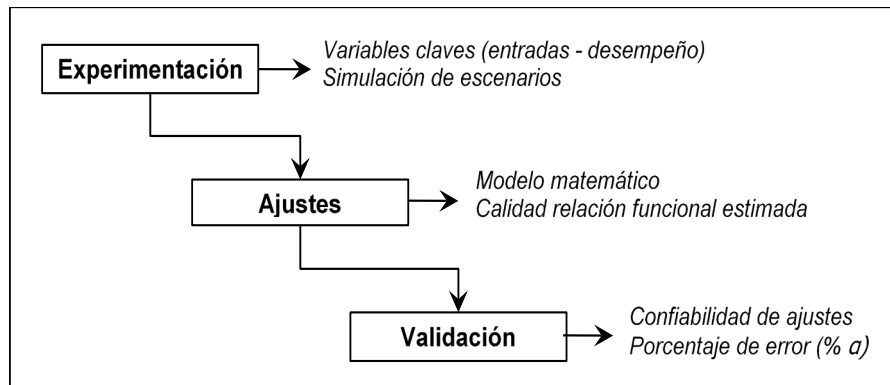 Experimentación
Variables claves (entradas - desempeño)
Simulación de escenarios
Ajustes
Modelo matemático
Calidad relación funcional estimada
Validación
Confiabilidad de ajustes
Porcentaje de error (% α)